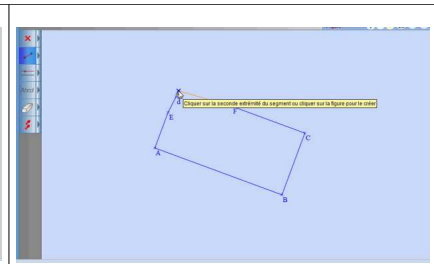 d
Cliquer sur la seconde extrémité du segment ou cliquer sur la figure pour le créer
E
F
C
A
B